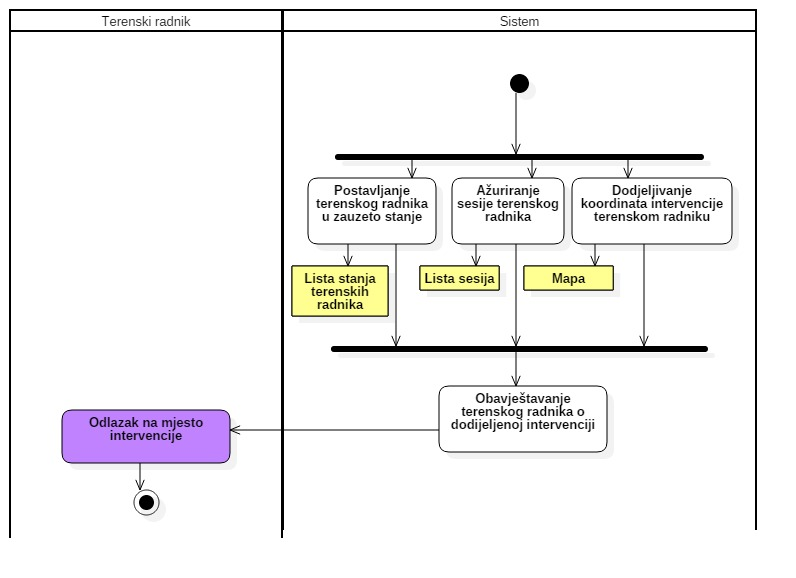 Terenski radnik
Sistem
Postavljanje
terenskog radnika
u zauzeto stanje
Ažuriranje
sesije terenskog
radnika
Dodjeljivanje
koordinata intervencije
terenskom radniku
Lista stanja
terenskih
radnika
Lista sesija
Mapa
Obavještavanje
terenskog radnika o
dodijeljenoj intervenciji
Odlazak na mjesto
intervencije